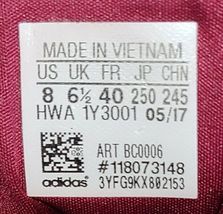 MADE IN VIETNAM
US UK FR JP CHN
8 6½ 40 250 245
HWA 1Y3001 05/17
ART BC0006
#118073148
adidas 3YFG9KX802153